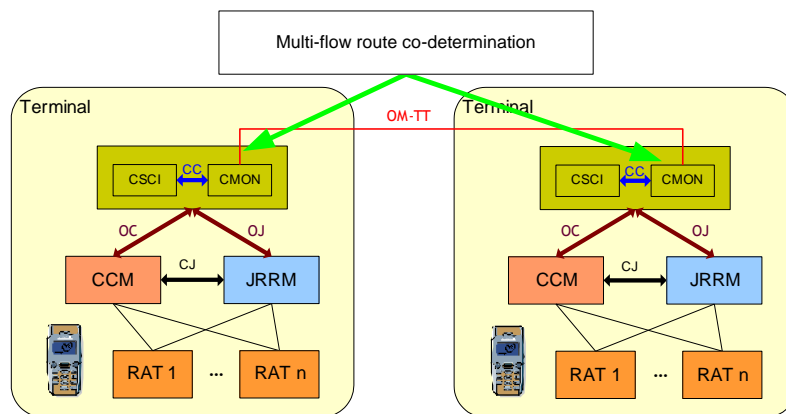 Multi-flow route co-determination
Terminal
Terminal
OM-TT
CSCI
CC
CMON
CSCI
CC
CMON
OC
OJ
OC
OJ
CCM
CJ
JRRM
CCM
CJ
JRRM
RAT 1
...
RAT n
RAT 1
...
RAT n